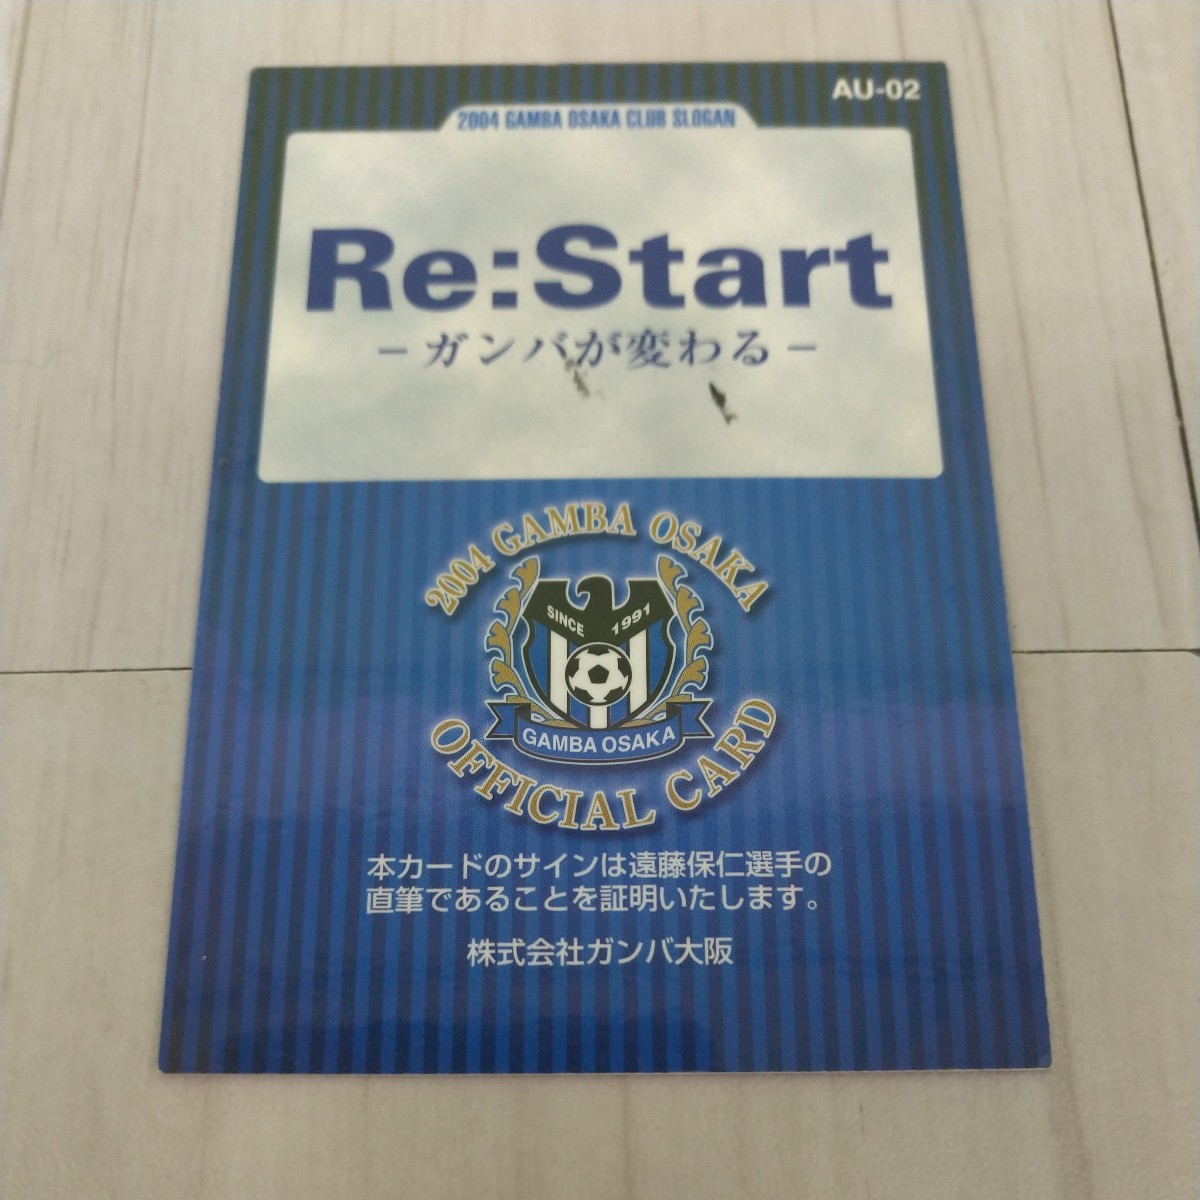 AU-02
2004 GAMBA OSAKA CLUB SLOGAN
Re:Start
−ガンバが変わる−
2004 GAMBA OSAKA
SINCE 1991
GAMBA OSAKA
OFFICIAL CARD
本カードのサインは遠藤保仁選手の
直筆であることを証明いたします。
株式会社ガンバ大阪